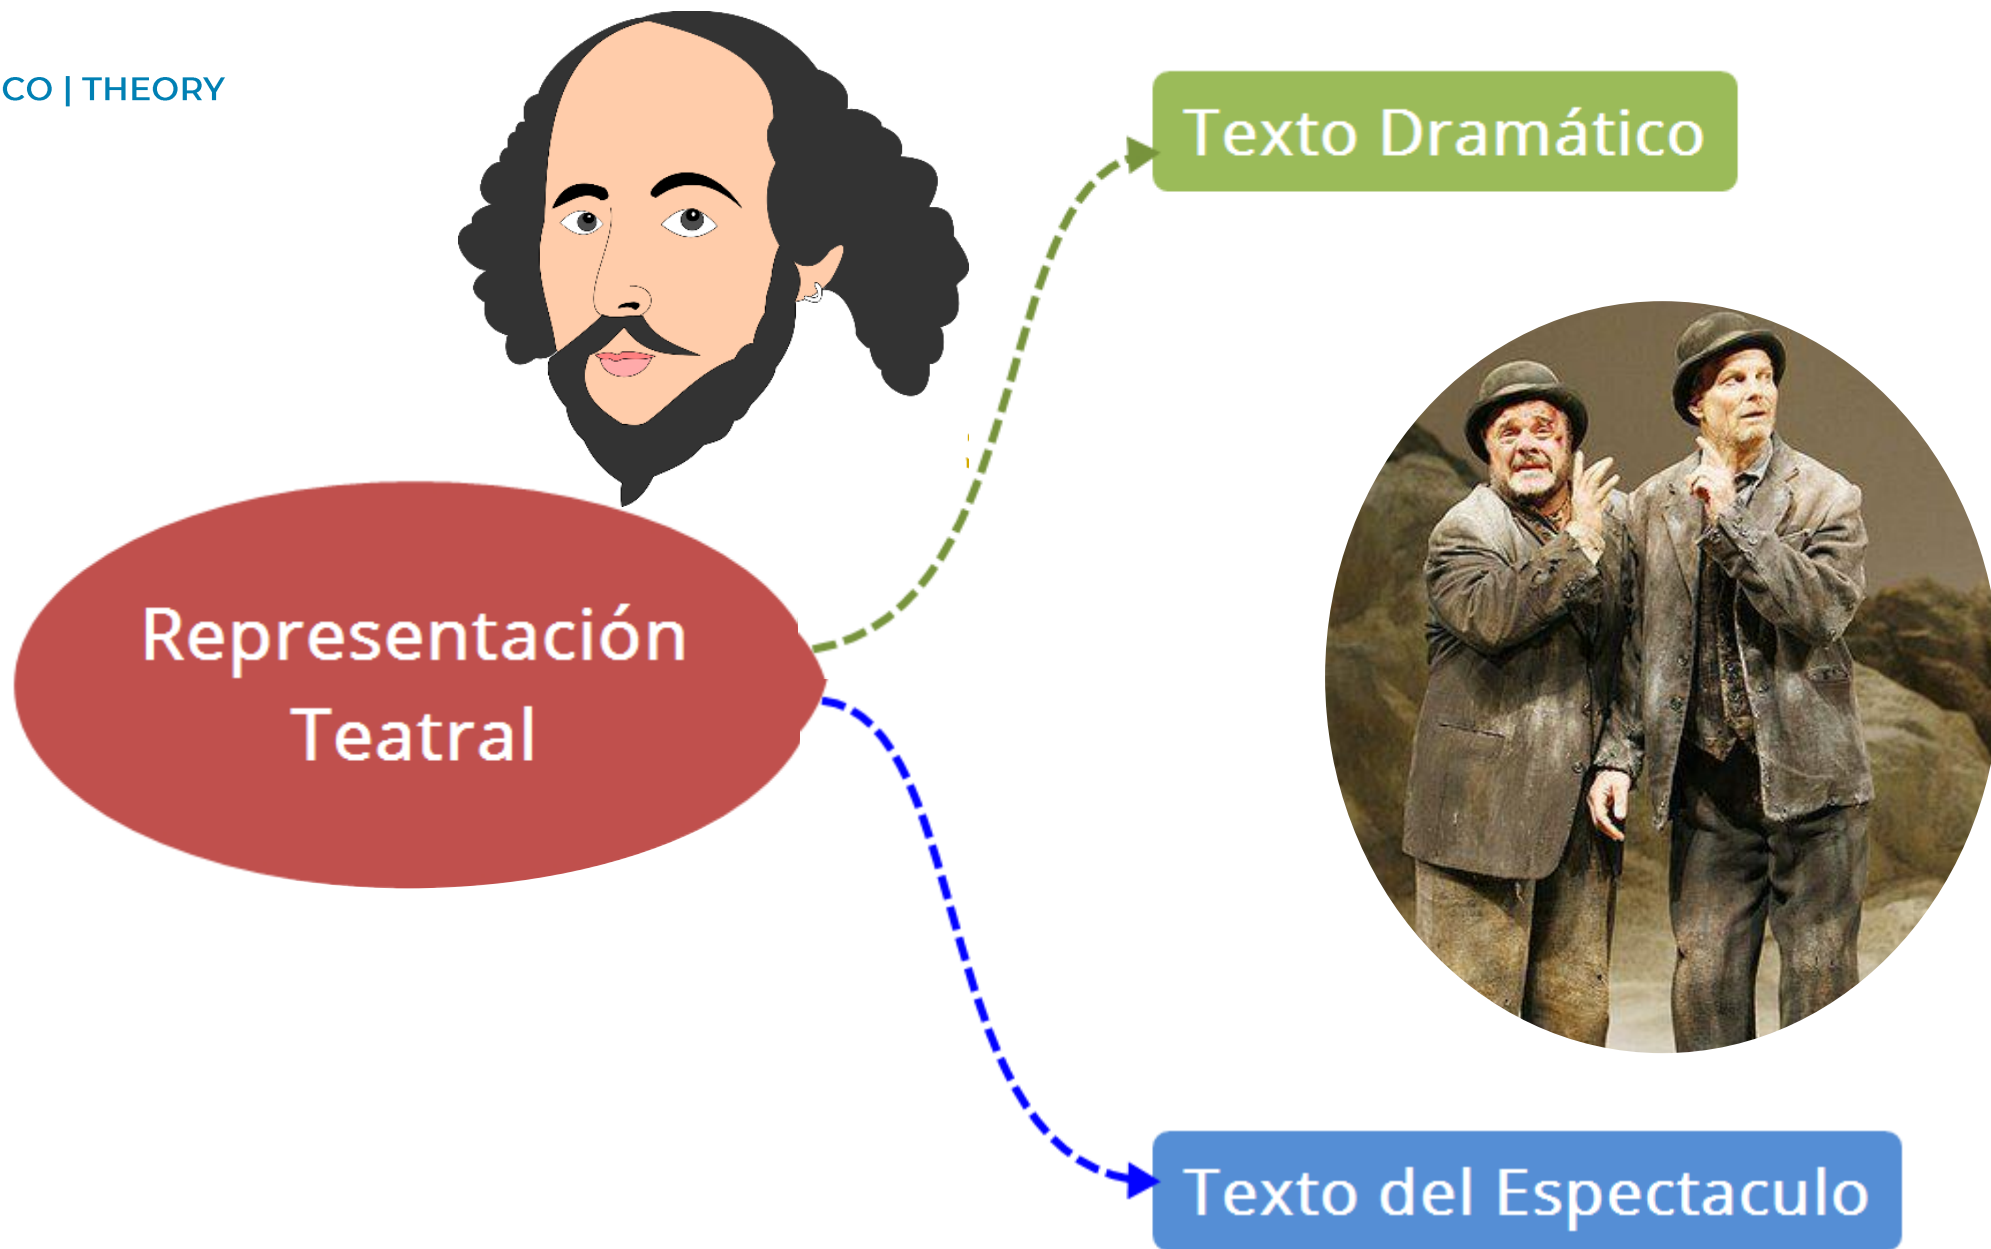 CO | THEORY
Texto Dramático
Representación
Teatral
Texto del Espectaculo